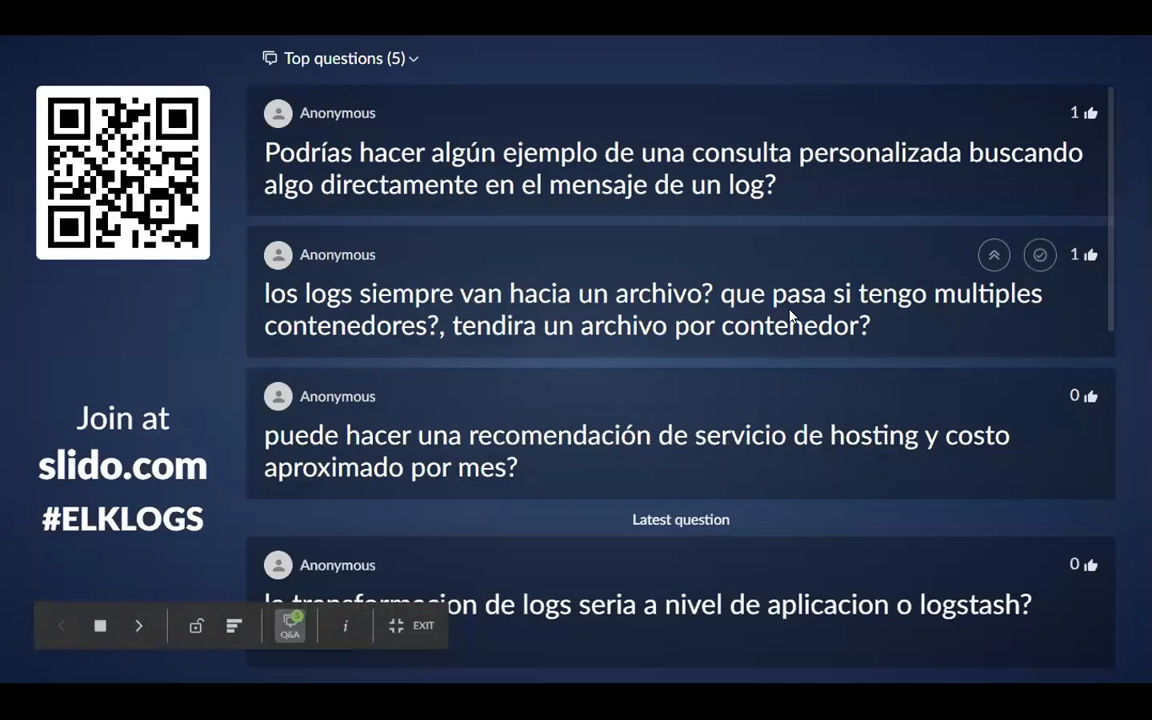 Top questions (5)
Anonymous
1
Podrías hacer algún ejemplo de una consulta personalizada buscando
algo directamente en el mensaje de un log?
Anonymous
1
los logs siempre van hacia un archivo? que pasa si tengo multiples
contenedores?, tendira un archivo por contenedor?
Anonymous
0
puede hacer una recomendación de servicio de hosting y costo
aproximado por mes?
Latest question
Anonymous
0
la transformacion de logs seria a nivel de aplicacion o logstash?
Join at
slido.com
#ELKLOGS
5
Q&A
i
EXIT